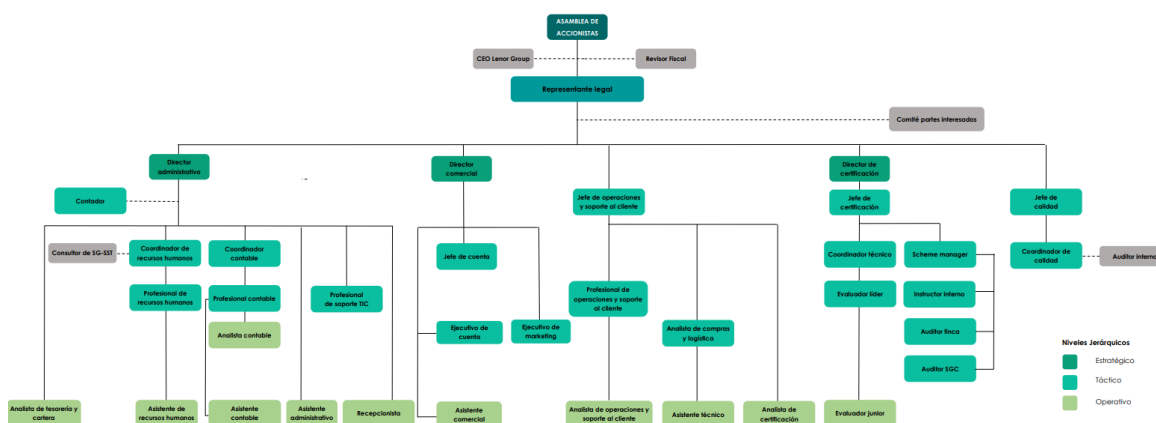 ASAMBLEA DE
ACCIONISTAS
CEO Lenor Group
Revisor Fiscal
Representante legal
Comité partes interesadas
Director
administrativo
Director
comercial
Director de
certificación
Contador
Jefe de operaciones
y soporte al cliente
Jefe de
certificación
Jefe de
calidad
Consultor de SG-SST
Coordinador de
recursos humanos
Coordinador
contable
Jefe de cuenta
Coordinador técnico
Scheme manager
Coordinador de
calidad
Auditor interno
Profesional de
recursos humanos
Profesional contable
Profesional
de soporte TIC
Profesional de
operaciones y soporte
al cliente
Evaluador líder
Instructor interno
Analista contable
Ejecutivo de
cuenta
Ejecutivo de
marketing
Analista de compras
y logística
Auditor finca
Auditor SGC
Niveles Jerárquicos
Estratégico
Táctico
Operativo
Analista de tesorería y
cartera
Asistente de
recursos humanos
Asistente
contable
Asistente
administrativo
Recepcionista
Asistente
comercial
Analista de operaciones y
soporte al cliente
Asistente técnico
Analista de
certificación
Evaluador junior